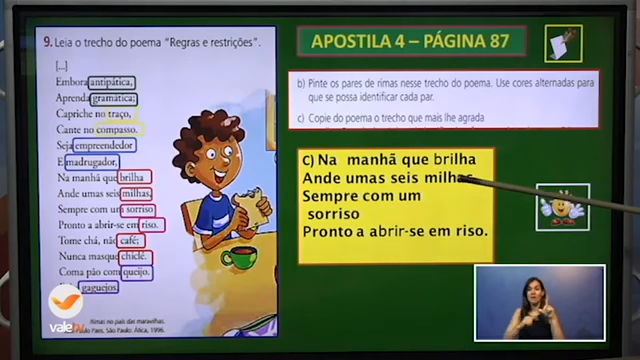 9. Leia o trecho do poema "Regras e restrições".
[...]
Embora antipática,
Aprenda gramática;
Capriche no traço,
Cante no compasso.
Seja empreendedor
E madrugador,
Na manhã que brilha
Ande umas seis milhas,
Sempre com um sorriso
Pronto a abrir-se em riso.
Tome chá, não café;
Nunca masque chiclé.
Coma pão com queijo.
gaguejos.
Rimas no país das maravilhas.
Paulo Paes. São Paulo: Ática, 1996.
vale tv
APOSTILA 4 – PÁGINA 87
b) Pinte os pares de rimas nesse trecho do poema. Use cores alternadas para
que se possa identificar cada par.
c) Copie do poema o trecho que mais lhe agrada
C) Na manhã que brilha
Ande umas seis milhas
Sempre com um
sorriso
Pronto a abrir-se em riso.